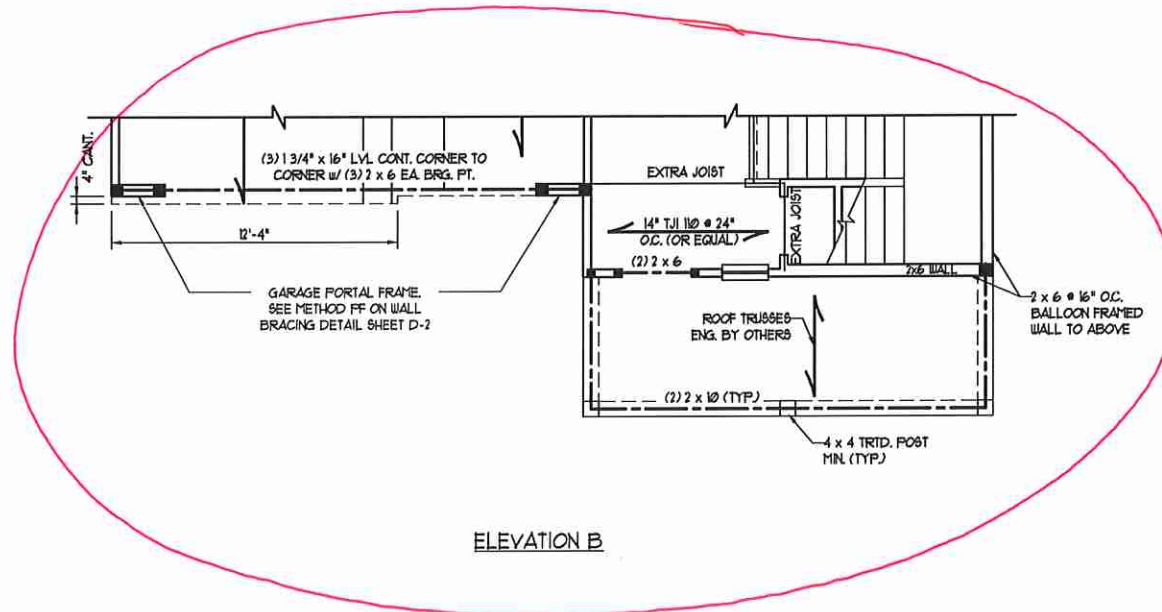 4" CANT.
(3) 1 3/4" x 16" LVL CONT. CORNER TO
CORNER w/ (3) 2 x 6 EA. BRG. PT.
12'-4"
GARAGE PORTAL FRAME.
SEE METHOD PF ON WALL
BRACING DETAIL SHEET D-2
EXTRA JOIST
14" TJI 110 @ 24"
O.C. (OR EQUAL)
EXTRA JOIST
(2) 2 x 6
2x6 WALL
2 x 6 @ 16" O.C.
BALLOON FRAMED
WALL TO ABOVE
ROOF TRUSSES
ENG. BY OTHERS
(2) 2 x 10 (TYP.)
4 x 4 TRTD. POST
MIN. (TYP.)
ELEVATION B